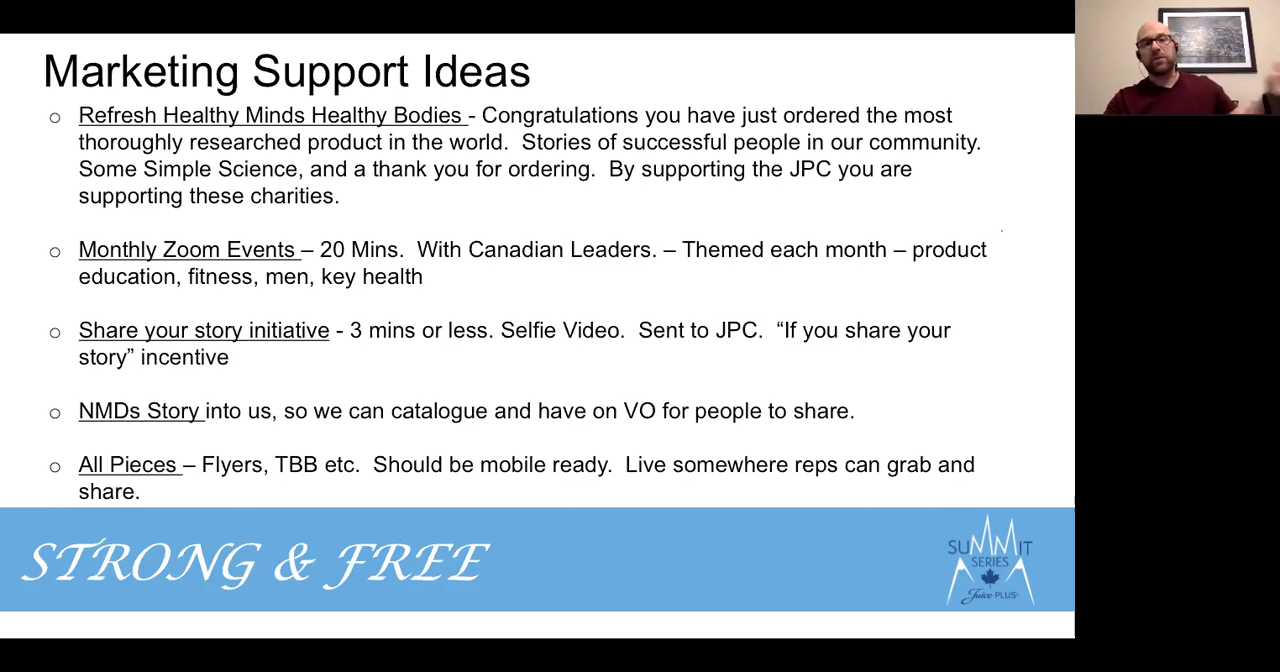 Marketing Support Ideas
○ Refresh Healthy Minds Healthy Bodies - Congratulations you have just ordered the most
thoroughly researched product in the world.  Stories of successful people in our community.
Some Simple Science, and a thank you for ordering.  By supporting the JPC you are
supporting these charities.
○ Monthly Zoom Events – 20 Mins.  With Canadian Leaders. – Themed each month – product
education, fitness, men, key health
○ Share your story initiative - 3 mins or less. Selfie Video.  Sent to JPC.  “If you share your
story” incentive
○ NMDs Story into us, so we can catalogue and have on VO for people to share.
○ All Pieces – Flyers, TBB etc.  Should be mobile ready.  Live somewhere reps can grab and
share.
STRONG & FREE
SUMMIT
SERIES
Juice PLUS+